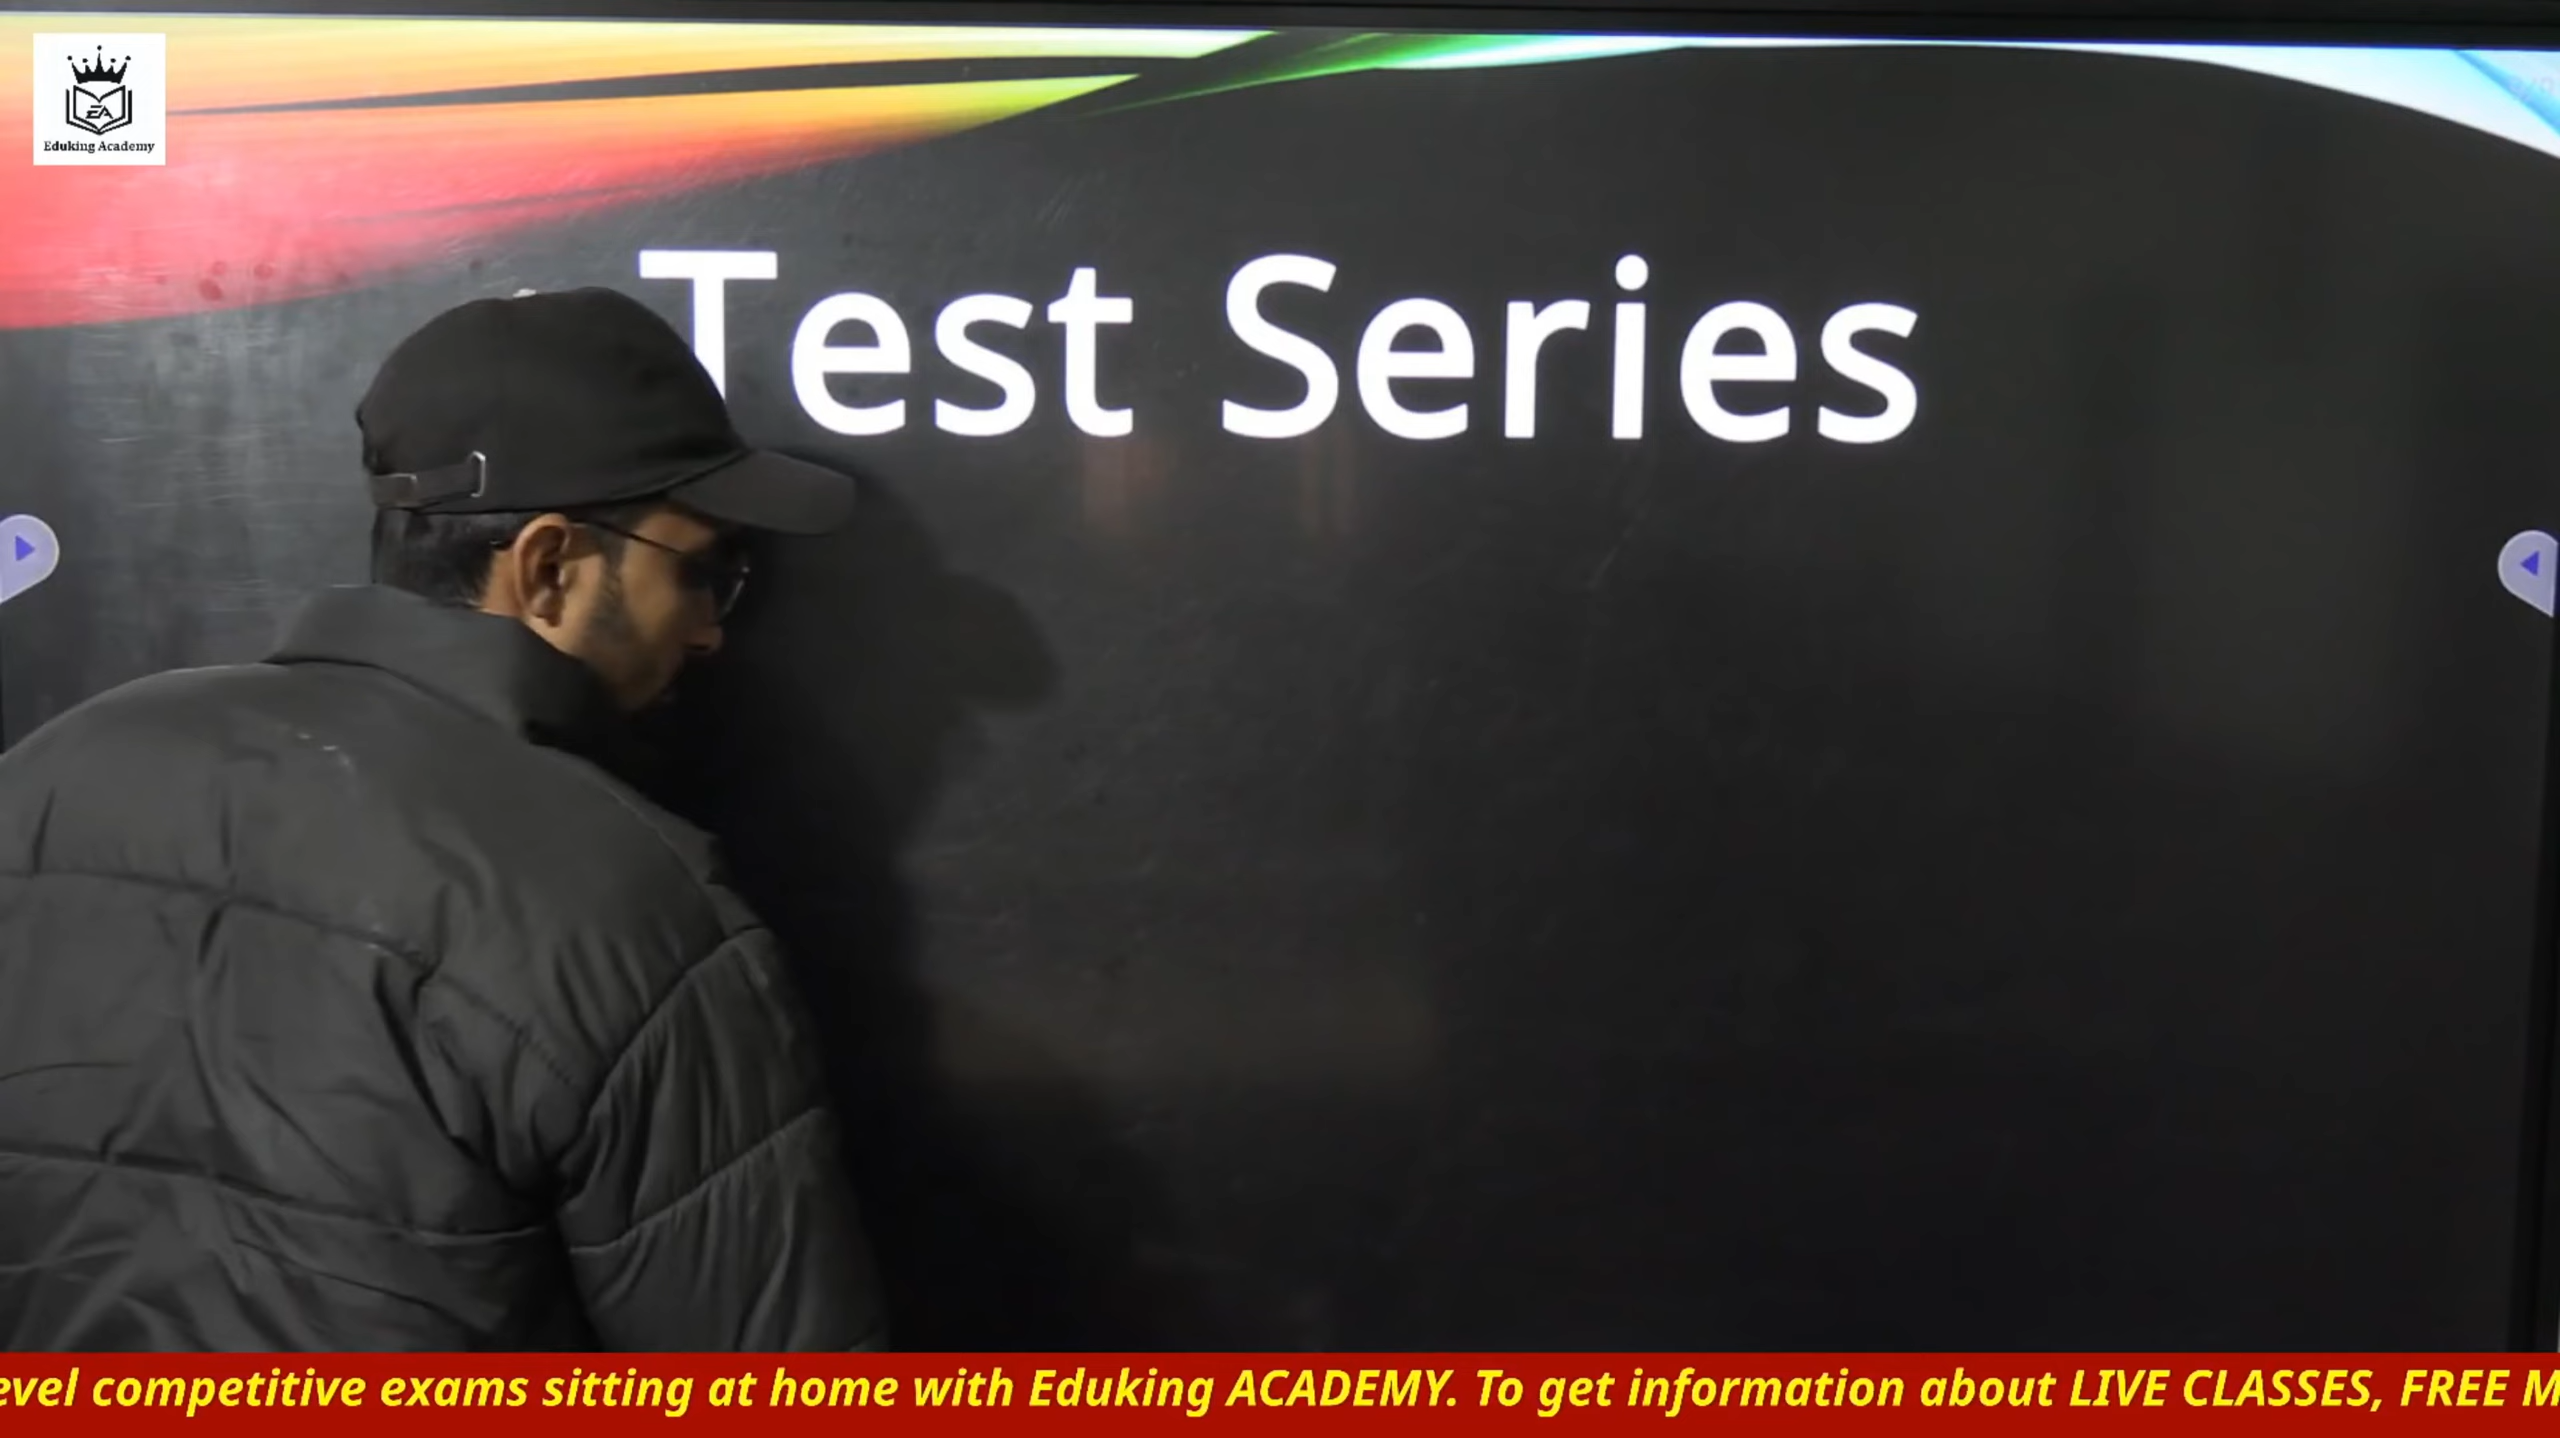 EA
Eduking Academy
Test Series
evel competitive exams sitting at home with Eduking ACADEMY. To get information about LIVE CLASSES, FREE M